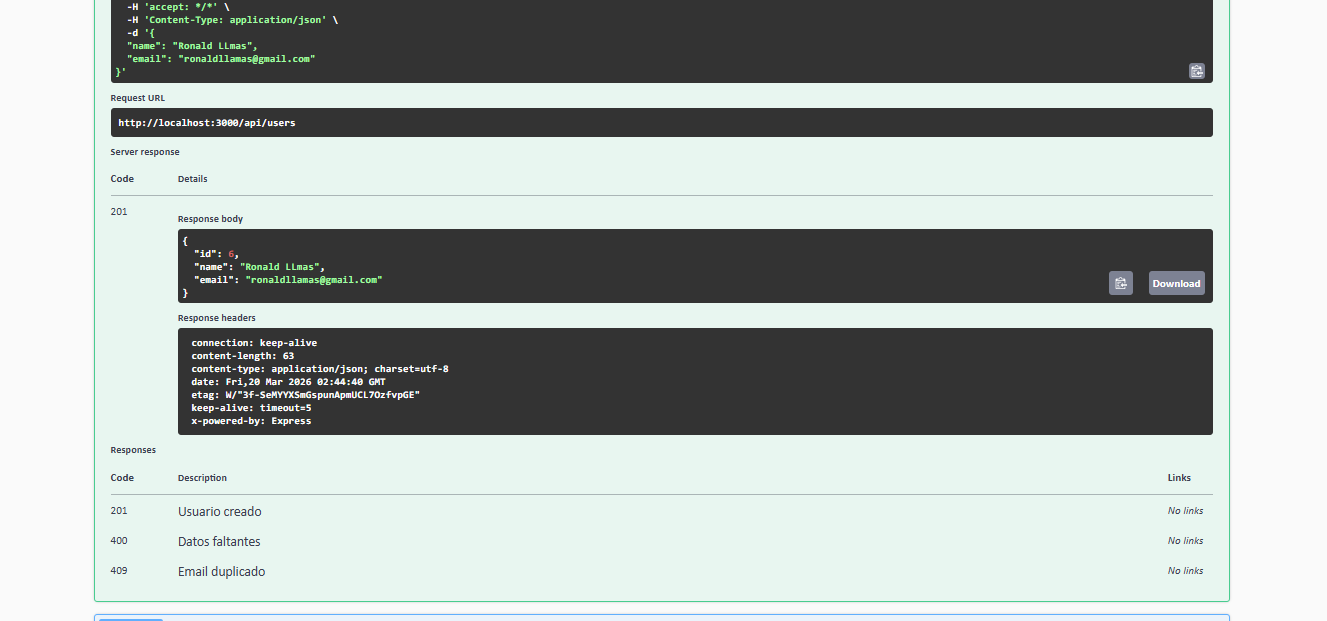 -H 'accept: */*' \
-H 'Content-Type: application/json' \
-d '{
"name": "Ronald LLmas",
"email": "ronaldllamas@gmail.com"
}'
Request URL
http://localhost:3000/api/users
Server response
Code Details
201
Response body
{
"id": 6,
"name": "Ronald LLmas",
"email": "ronaldllamas@gmail.com"
}
Download
Response headers
connection: keep-alive
content-length: 63
content-type: application/json; charset=utf-8
date: Fri,20 Mar 2026 02:44:40 GMT
etag: W/"3f-SeMYYXSmGspunApmUCL7OzfvpGE"
keep-alive: timeout=5
x-powered-by: Express
Responses
Code Description Links
201 Usuario creado No links
400 Datos faltantes No links
409 Email duplicado No links